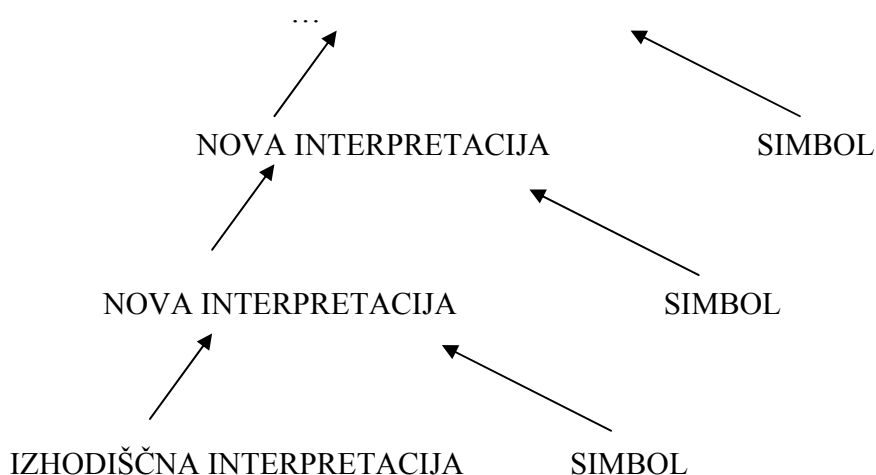 …
NOVA INTERPRETACIJA SIMBOL
NOVA INTERPRETACIJA SIMBOL
IZHODIŠČNA INTERPRETACIJA SIMBOL